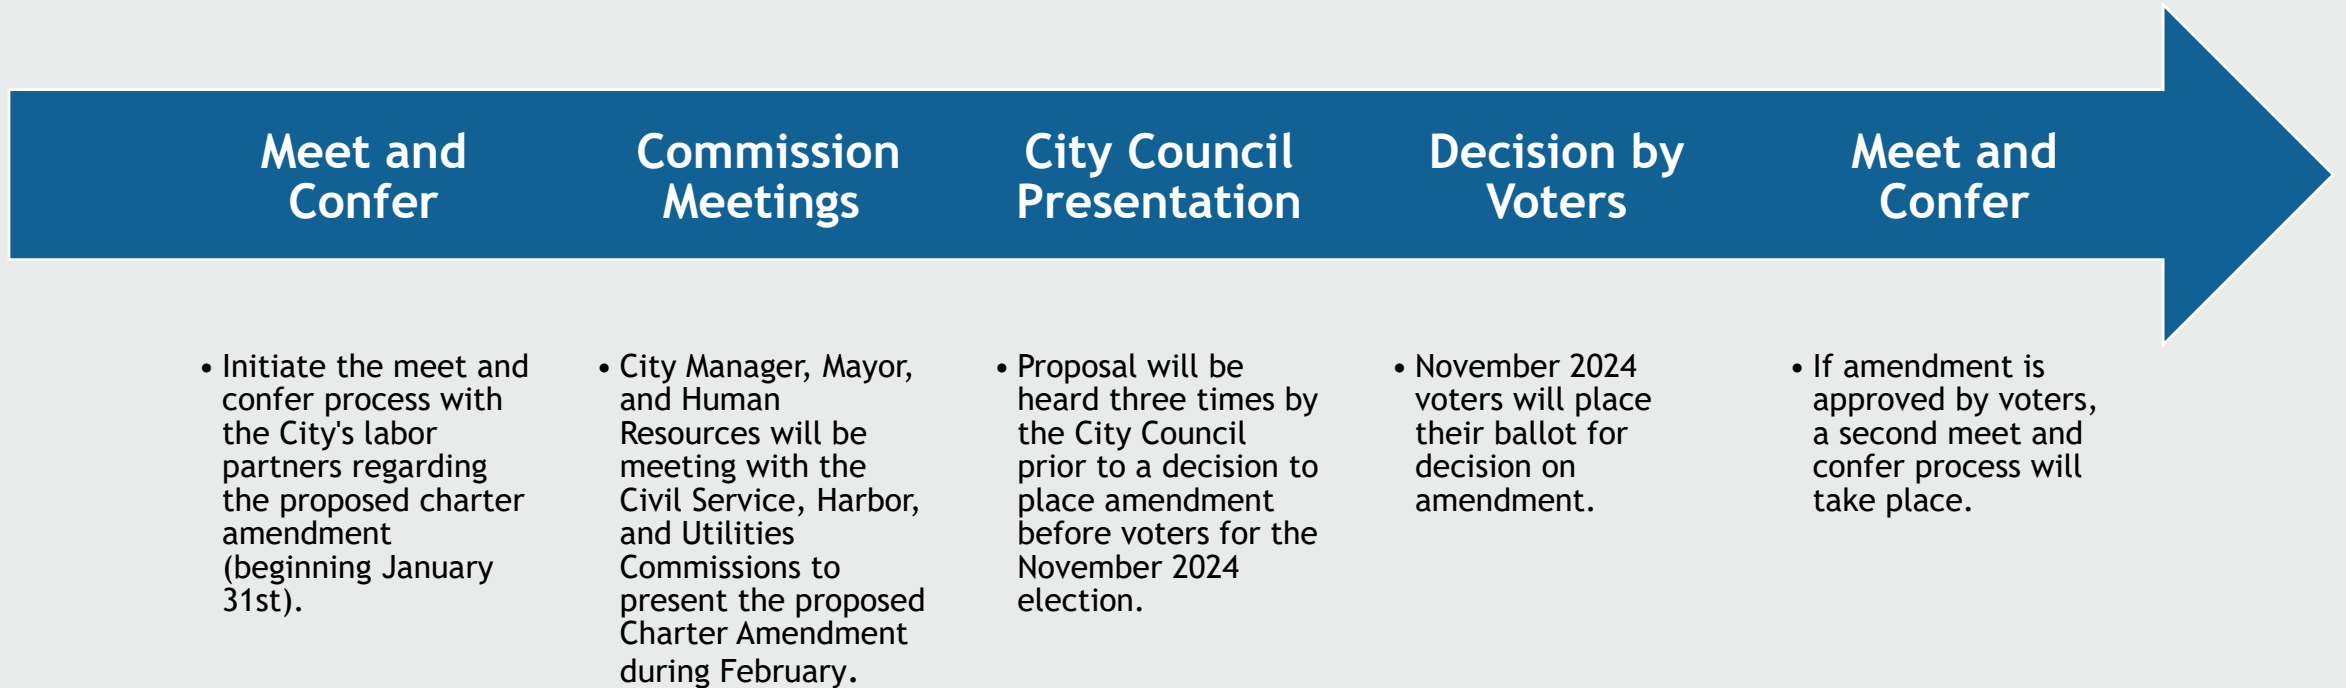 Meet and
Confer
Commission
Meetings
City Council
Presentation
Decision by
Voters
Meet and
Confer
• Initiate the meet and
confer process with
the City's labor
partners regarding
the proposed charter
amendment
(beginning January
31st).
• City Manager, Mayor,
and Human
Resources will be
meeting with the
Civil Service, Harbor,
and Utilities
Commissions to
present the proposed
Charter Amendment
during February.
• Proposal will be
heard three times by
the City Council
prior to a decision to
place amendment
before voters for the
November 2024
election.
• November 2024
voters will place
their ballot for
decision on
amendment.
• If amendment is
approved by voters,
a second meet and
confer process will
take place.